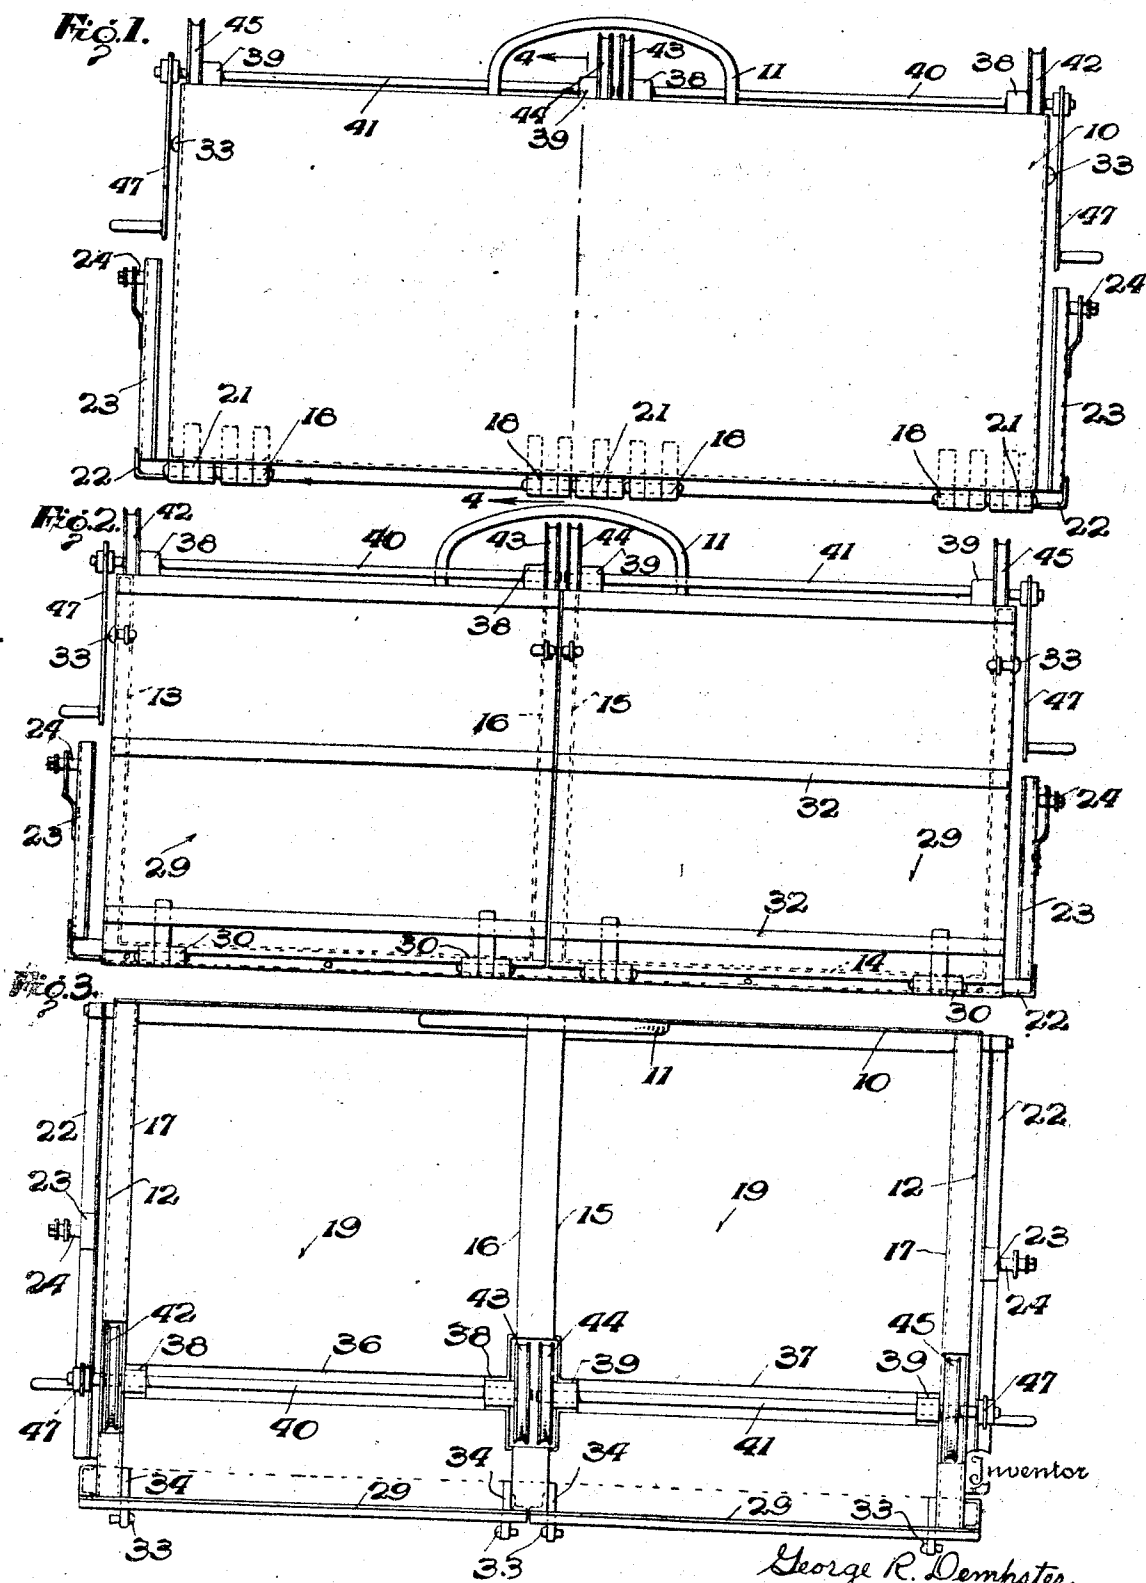 Fig.1.
45 39 4 43 38 11 40 38 42
41 44 39 10
33 33
47 47
24 24
23 21 18 18 21 18 18 21 23
22 4 22
Fig.2.
42 38 40 43 44 39 11 41 39 45
47 38
33 33
13 16 15 47
24 32 24
23 29 29
32 23
30 30 14 30 22
Fig.3.
11 10
22 17 22
23 12 19 15 19 12
16 17 23
24 24
42 38 36 43 38 44 39 37 45 39 47
47 40 41
34 34 34 Inventor
29 29 33
33 33
George R. Dempster.